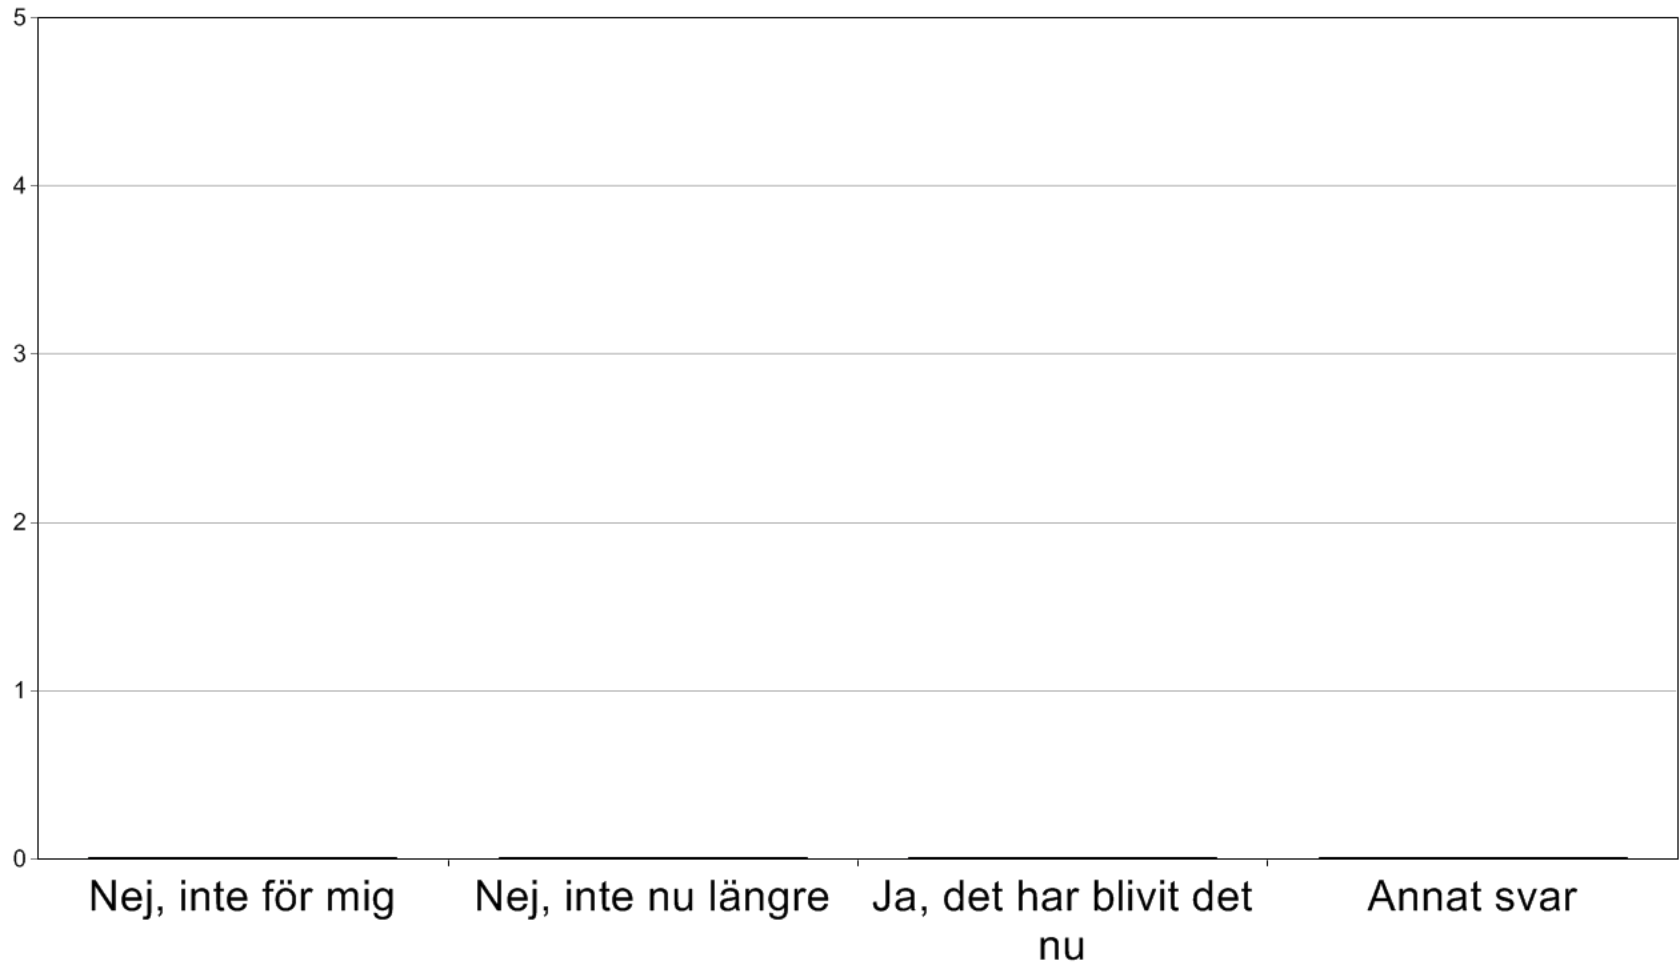 5
4
3
2
1
0
Nej, inte för mig
Nej, inte nu längre
Ja, det har blivit det
nu
Annat svar